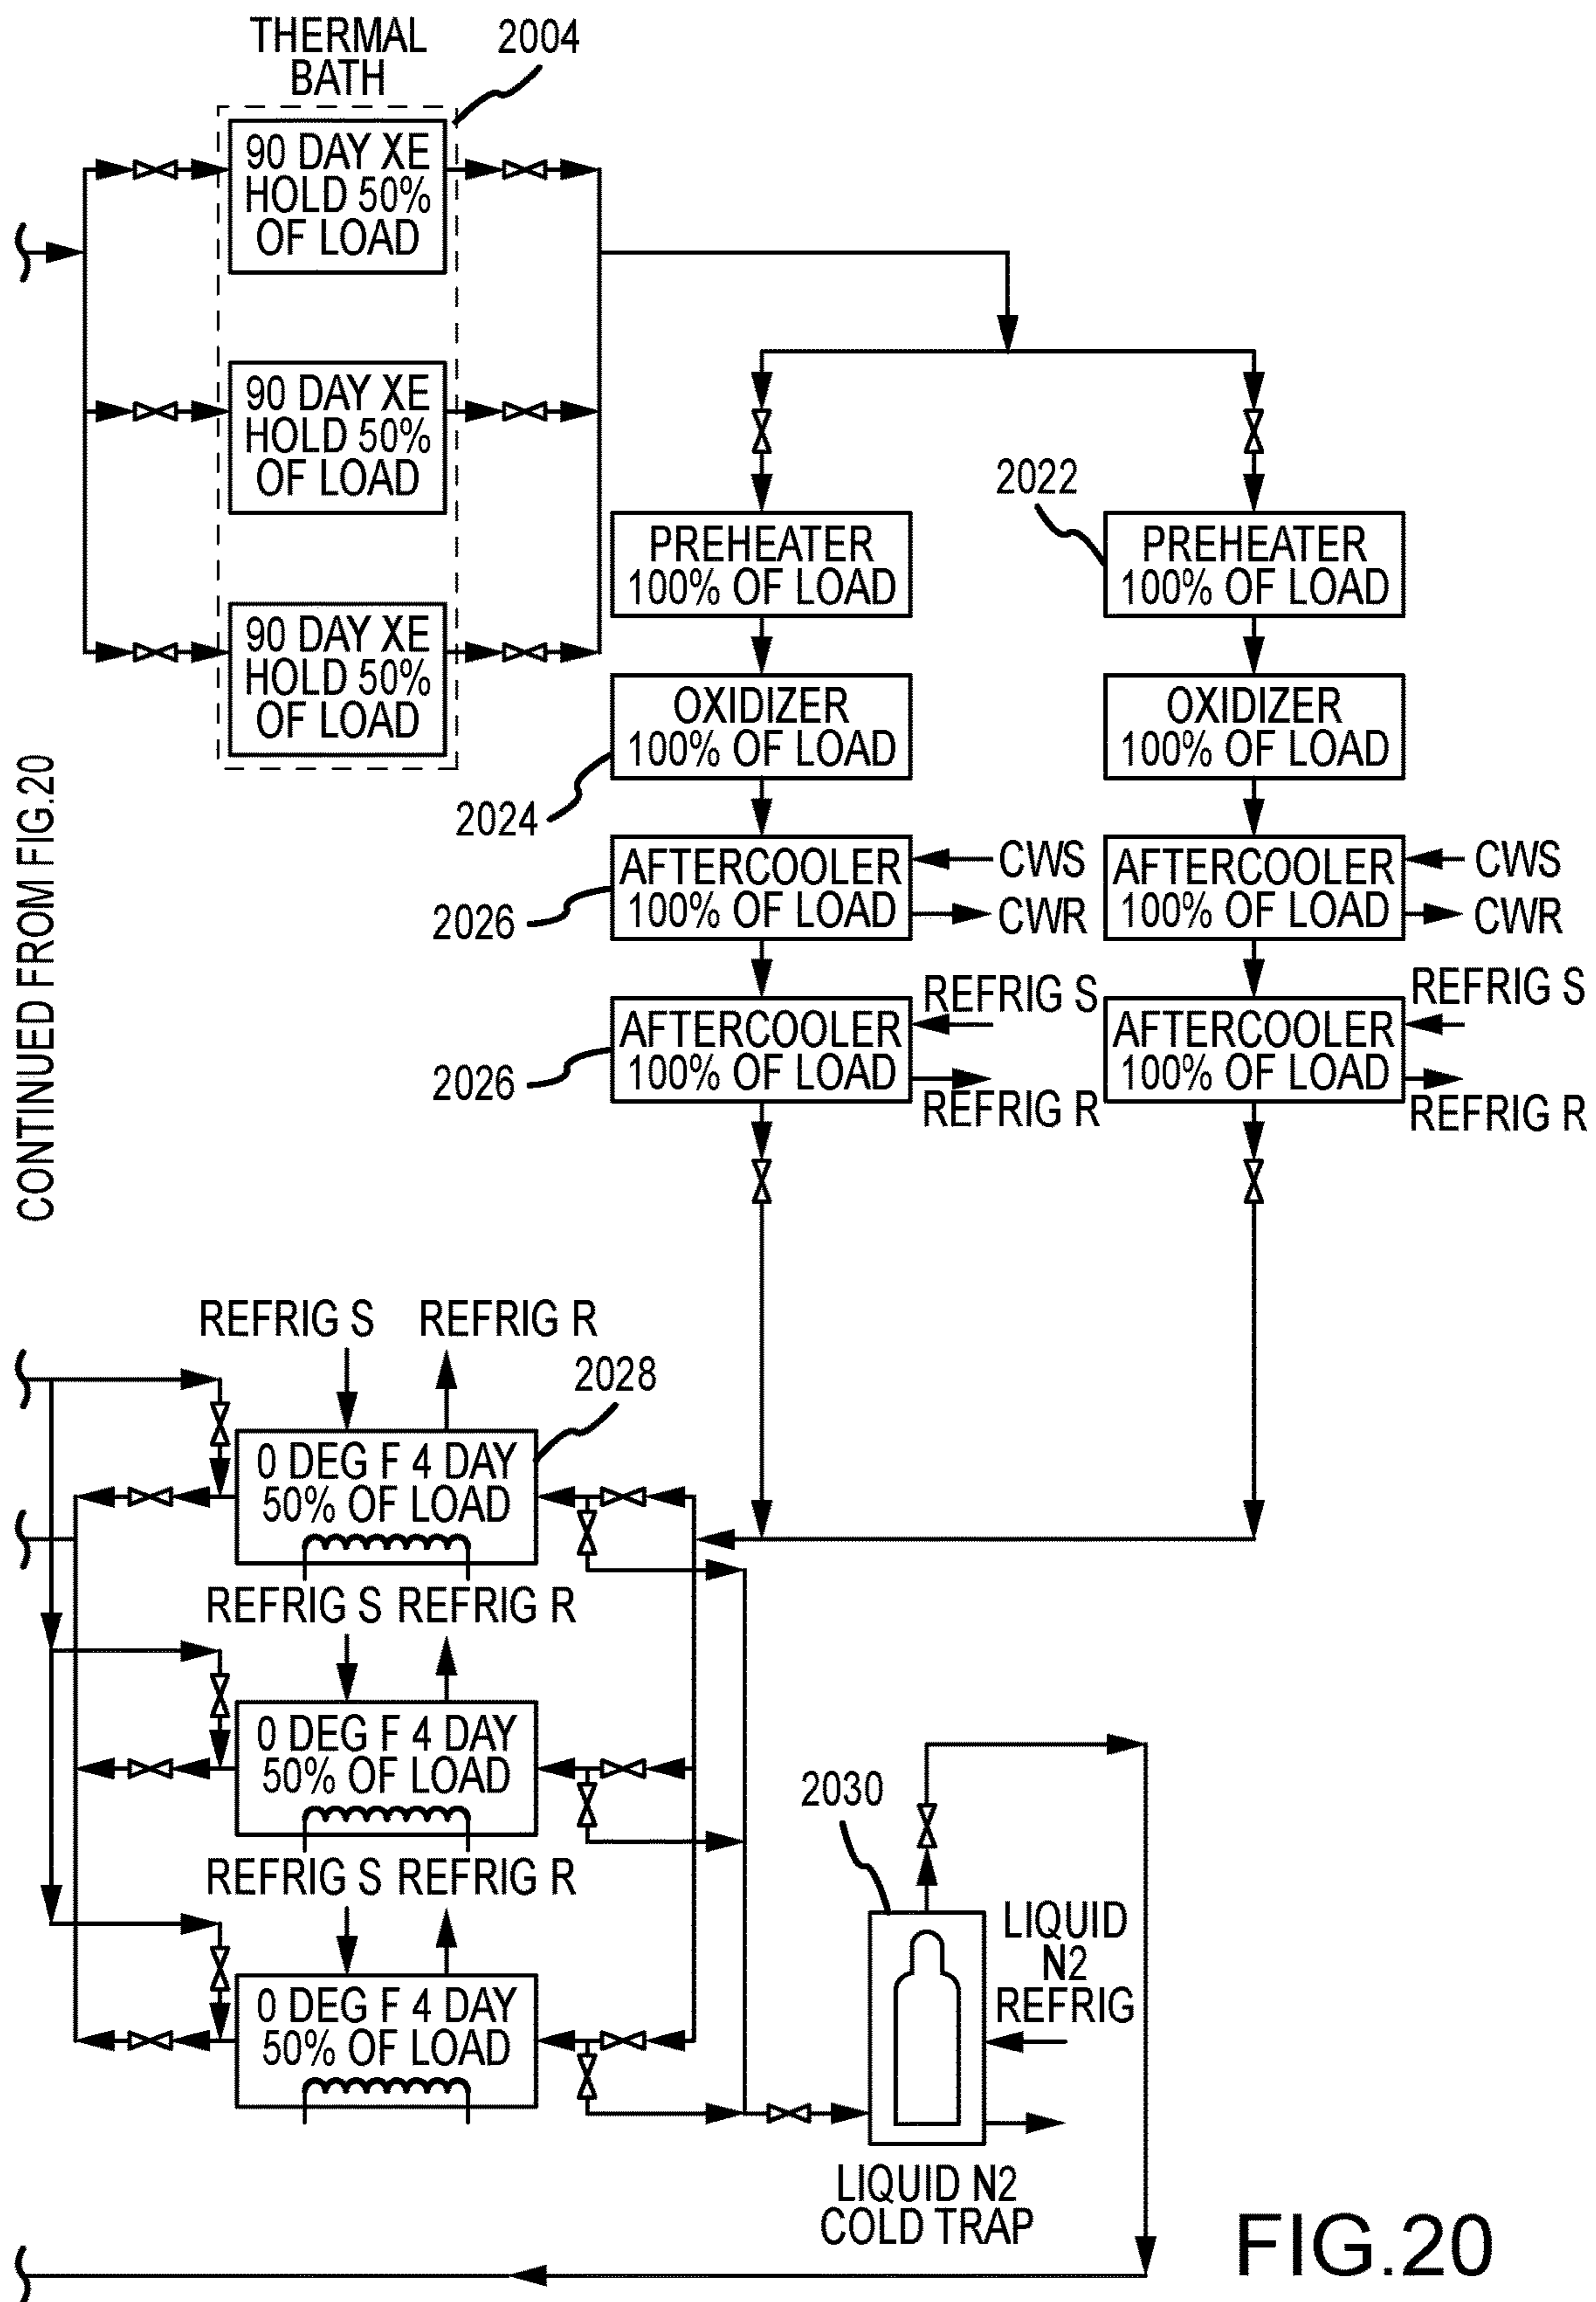 THERMAL
BATH
2004
90 DAY XE
HOLD 50%
OF LOAD
90 DAY XE
HOLD 50%
OF LOAD
90 DAY XE
HOLD 50%
OF LOAD
CONTINUED FROM FIG.20
2022
PREHEATER
100% OF LOAD
PREHEATER
100% OF LOAD
OXIDIZER
100% OF LOAD
OXIDIZER
100% OF LOAD
2024
AFTERCOOLER
100% OF LOAD
CWS
CWR
AFTERCOOLER
100% OF LOAD
CWS
CWR
2026
AFTERCOOLER
100% OF LOAD
REFRIG S
REFRIG R
AFTERCOOLER
100% OF LOAD
REFRIG S
REFRIG R
2026
REFRIG S
REFRIG R
2028
0 DEG F 4 DAY
50% OF LOAD
REFRIG S
REFRIG R
0 DEG F 4 DAY
50% OF LOAD
REFRIG S
REFRIG R
0 DEG F 4 DAY
50% OF LOAD
2030
LIQUID
N2
REFRIG
LIQUID N2
COLD TRAP
FIG.20